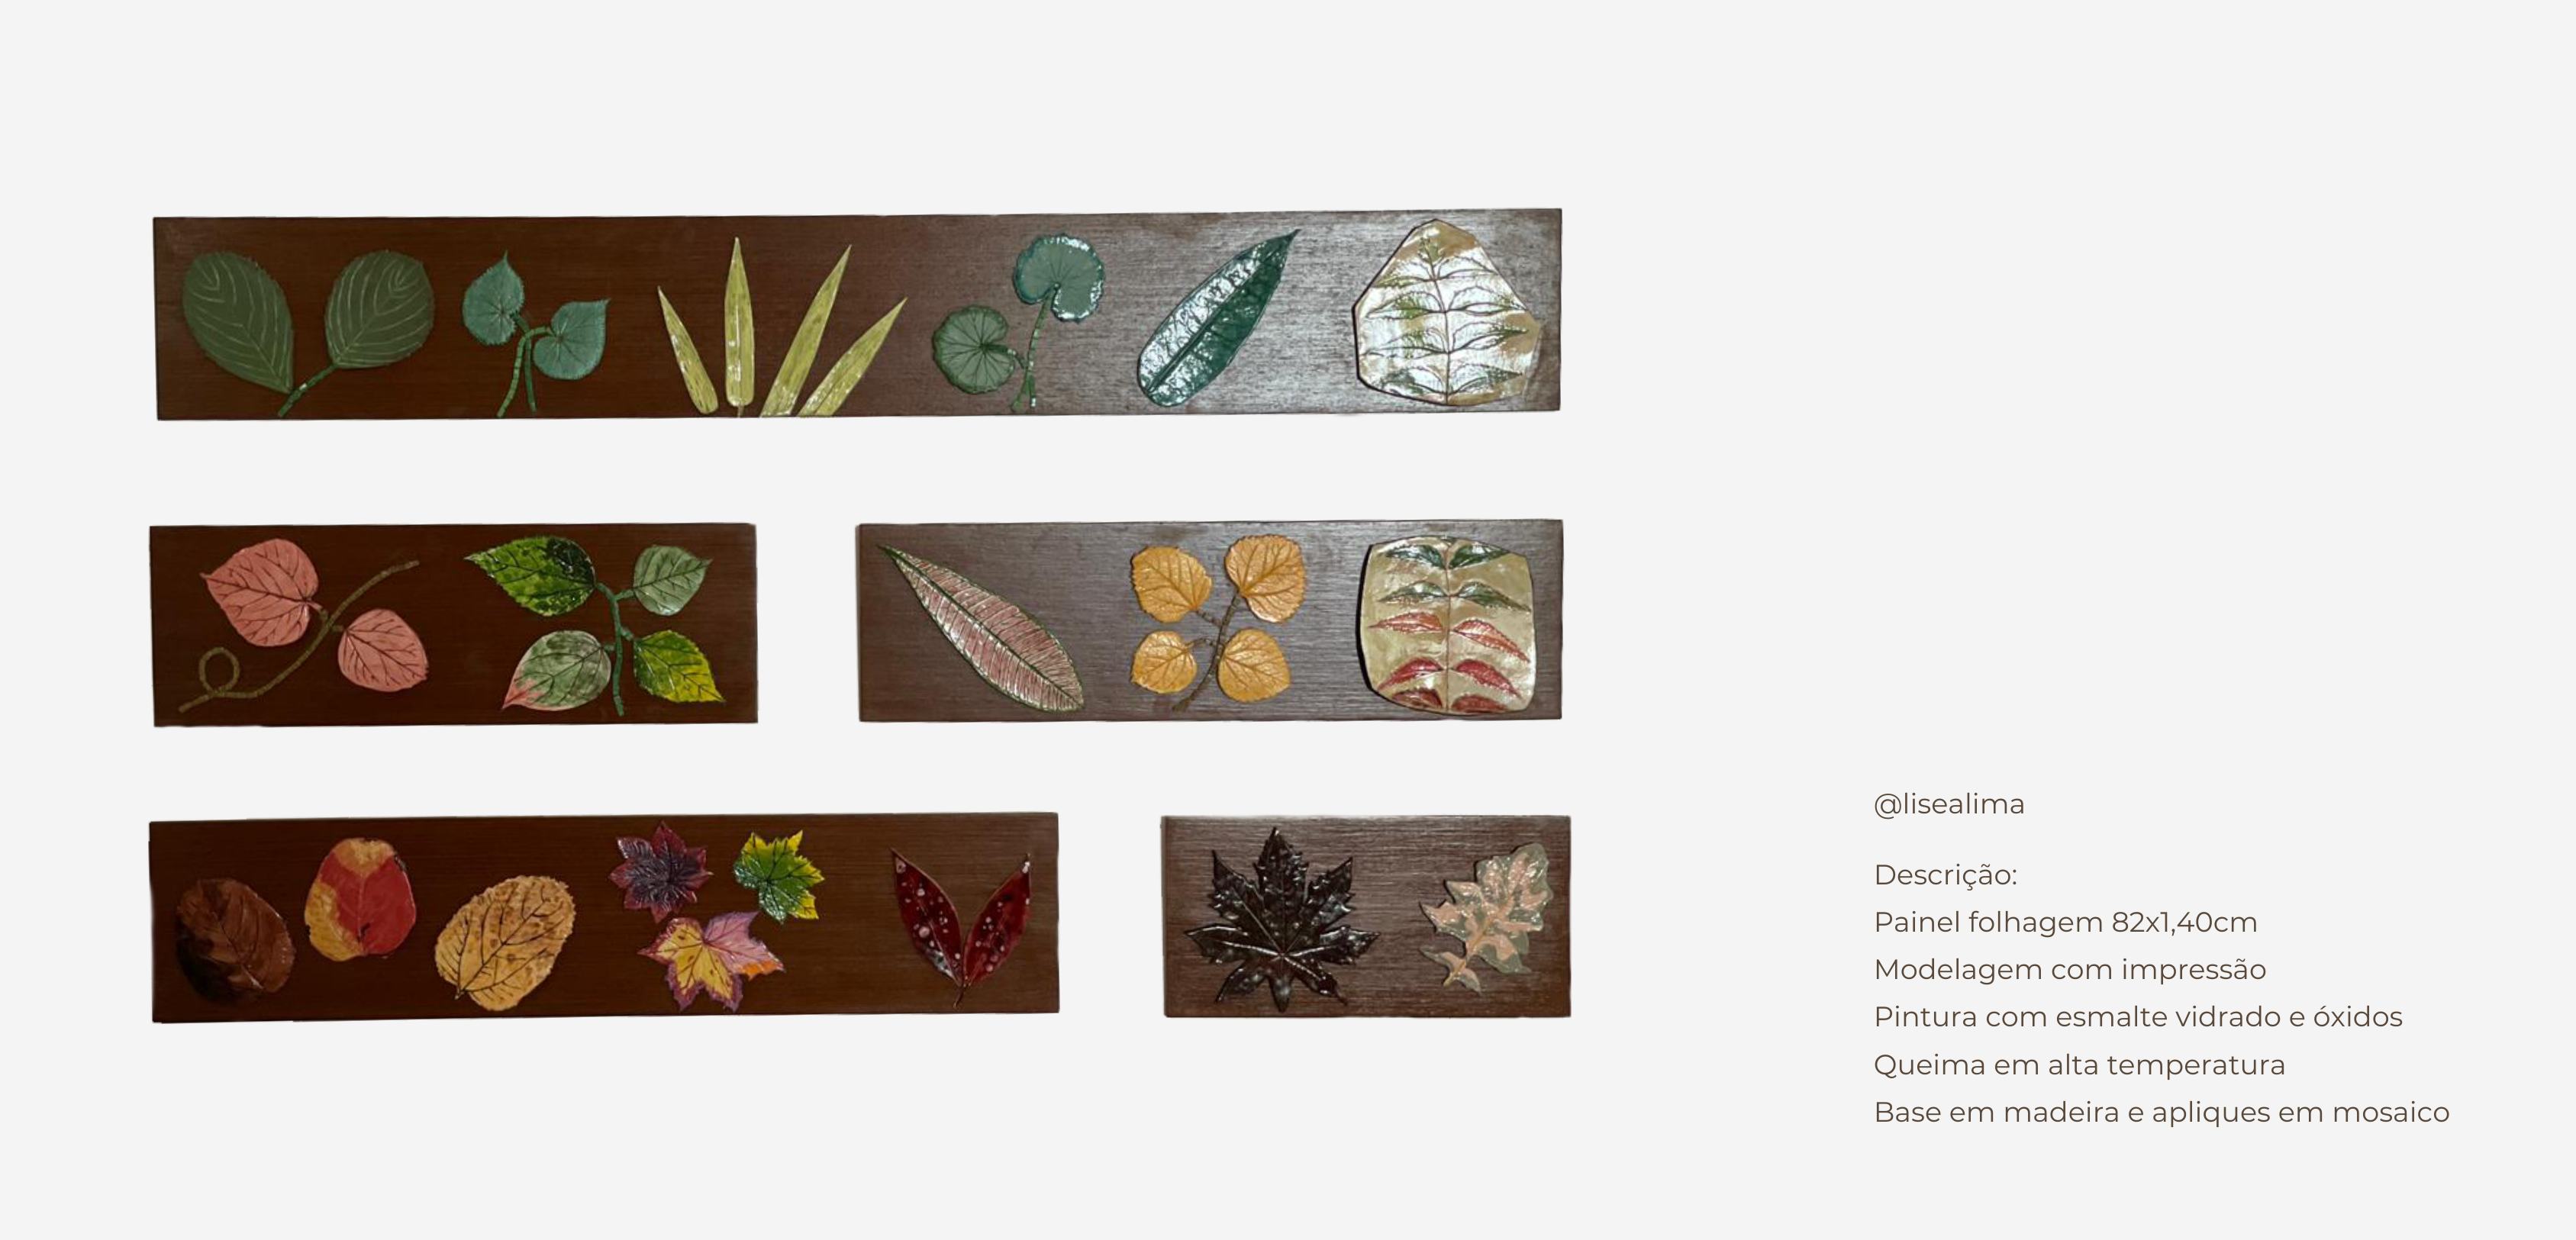 @lisealima
Descrição:
Painel folhagem 82x1,40cm
Modelagem com impressão
Pintura com esmalte vidrado e óxidos
Queima em alta temperatura
Base em madeira e apliques em mosaico